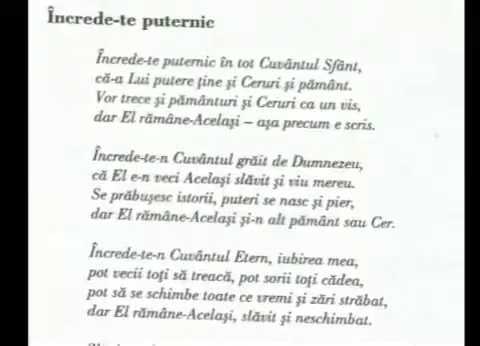 Încrede-te puternic
Încrede-te puternic în tot Cuvântul Sfânt,
că-a Lui putere ține și Ceruri și pământ.
Vor trece și pământuri și Ceruri ca un vis,
dar El rămâne-Același – așa precum e scris.
Încrede-te-n Cuvântul grăit de Dumnezeu,
că El e-n veci Același slăvit și viu mereu.
Se prăbușesc istorii, puteri se nasc și pier,
dar El rămâne-Același și-n alt pământ sau Cer.
Încrede-te-n Cuvântul Etern, iubirea mea,
pot vecii toți să treacă, pot sorii toți cădea,
pot să se schimbe toate ce vremi și zări străbat,
dar El rămâne-Același, slăvit și neschimbat.